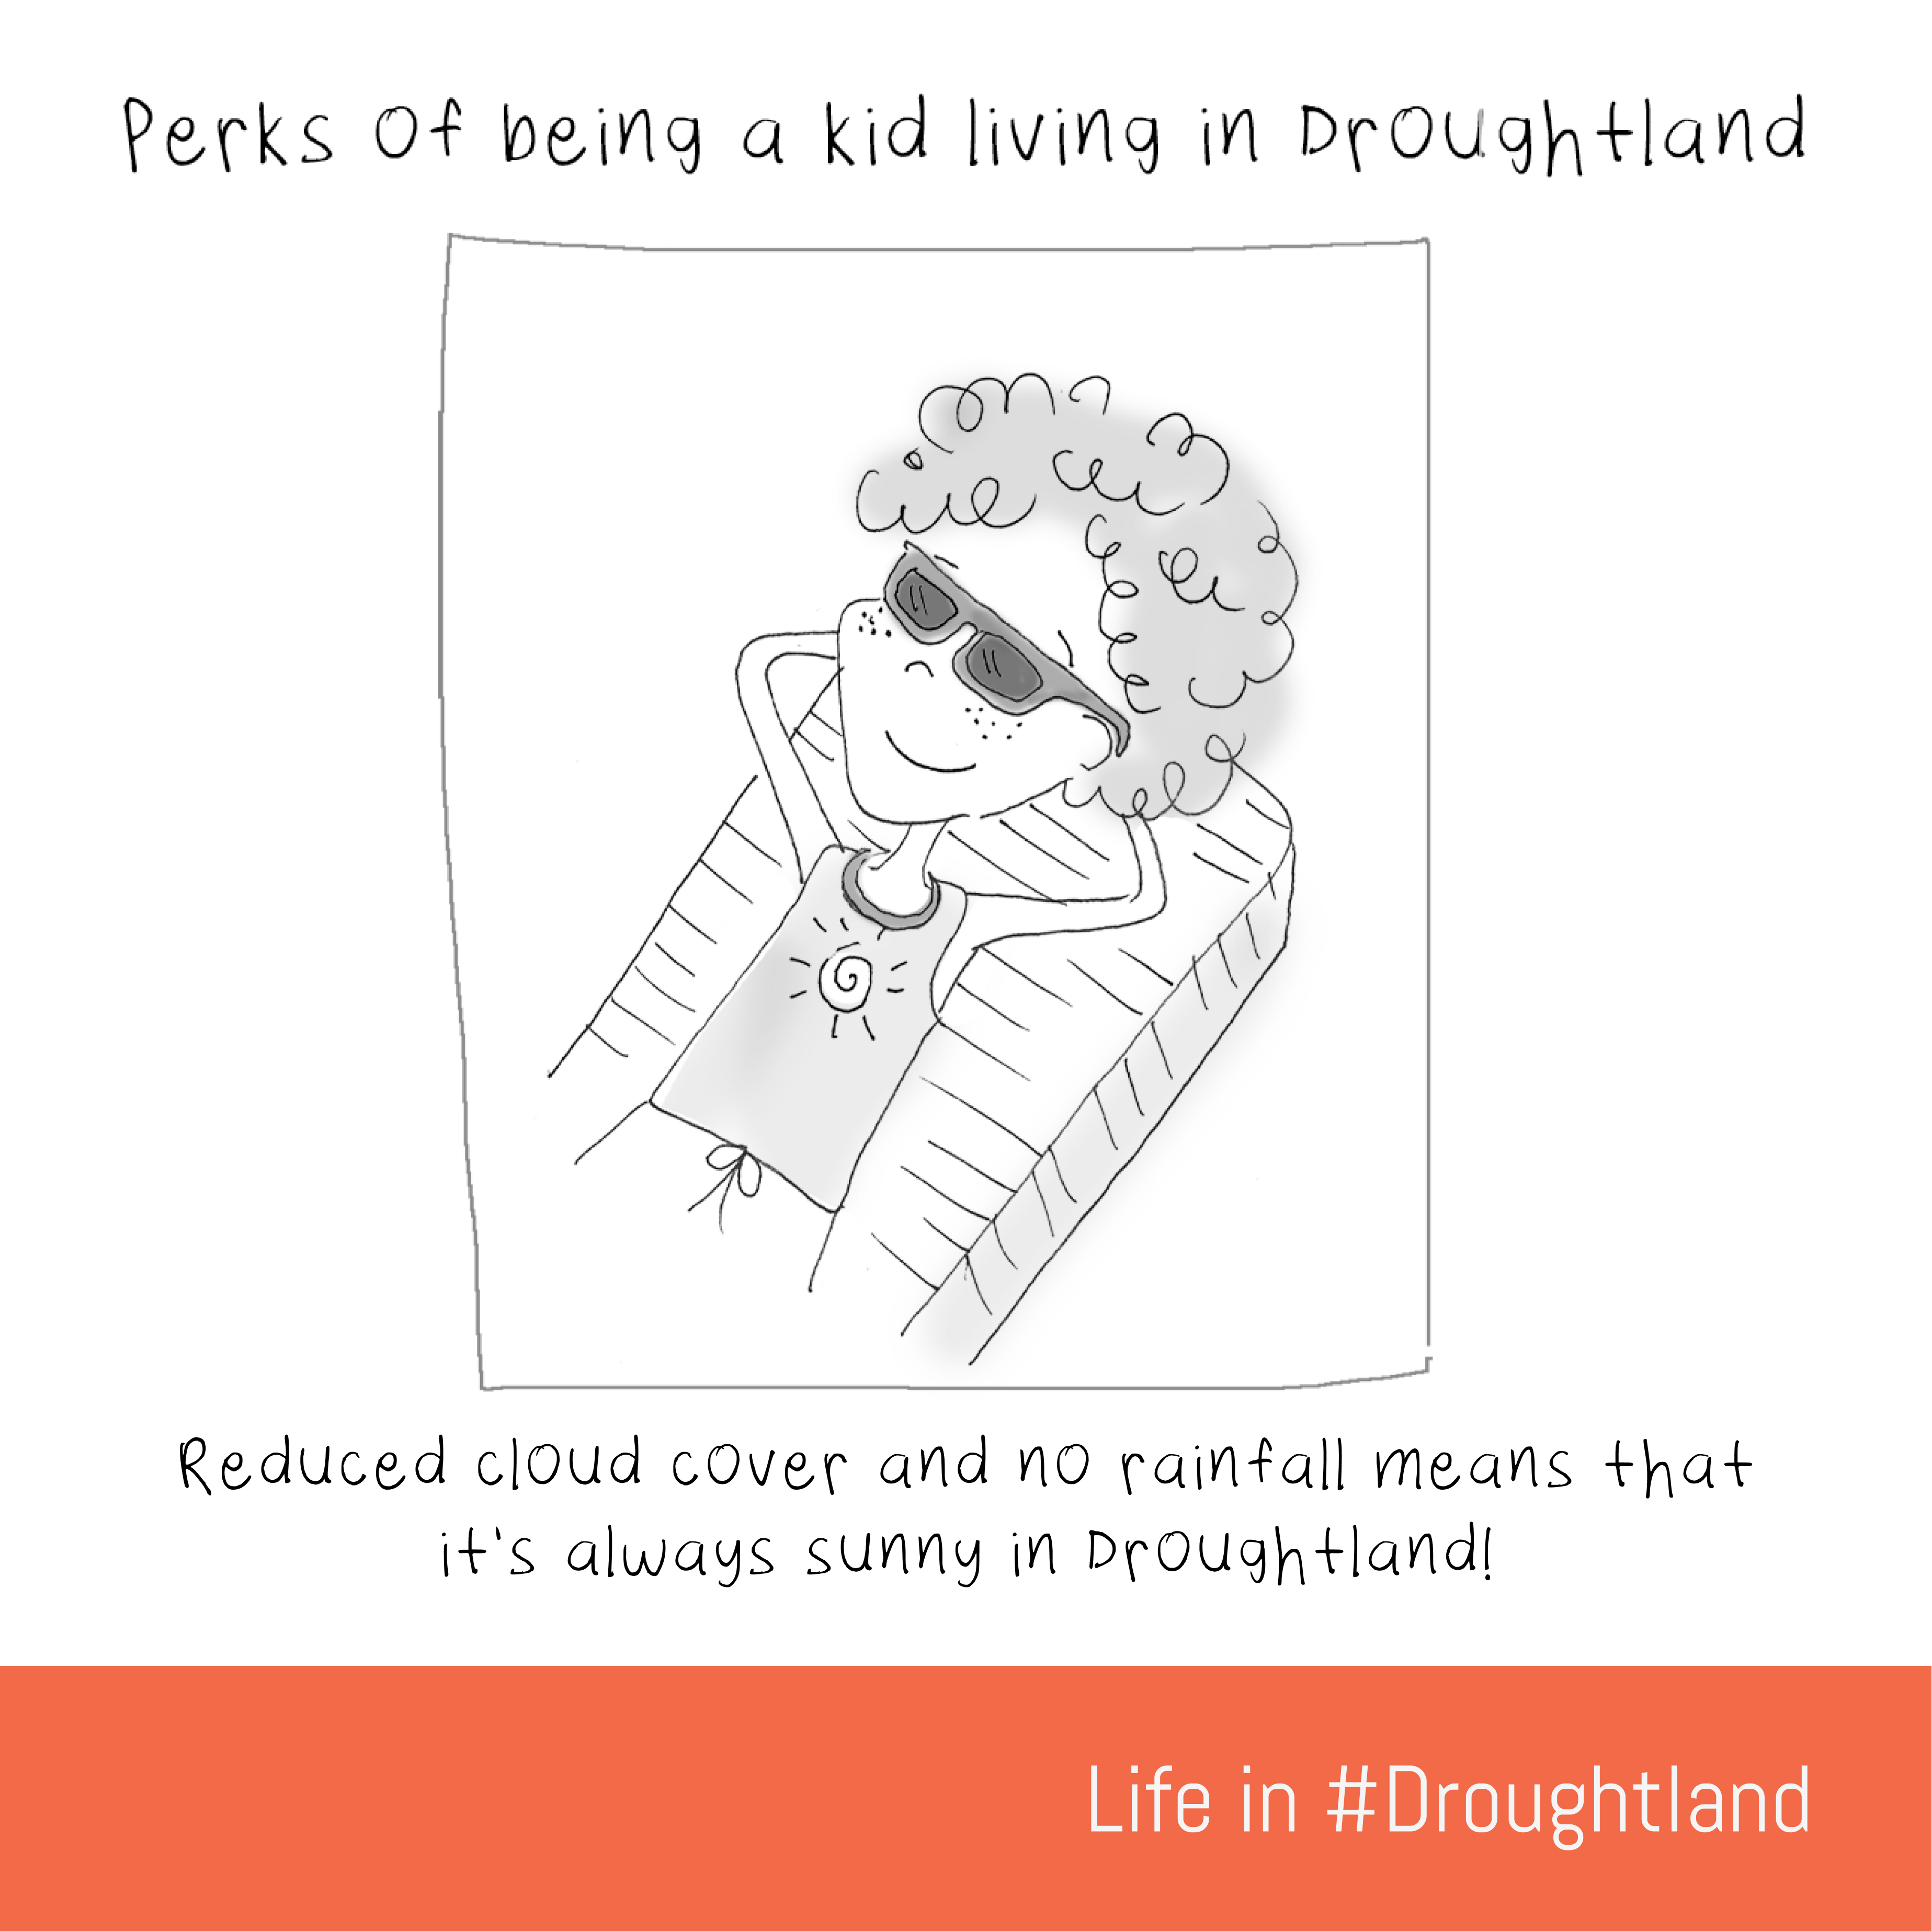 Perks of being a kid living in Droughtland
Reduced cloud cover and no rainfall means that
it's always sunny in Droughtland!
Life in #Droughtland